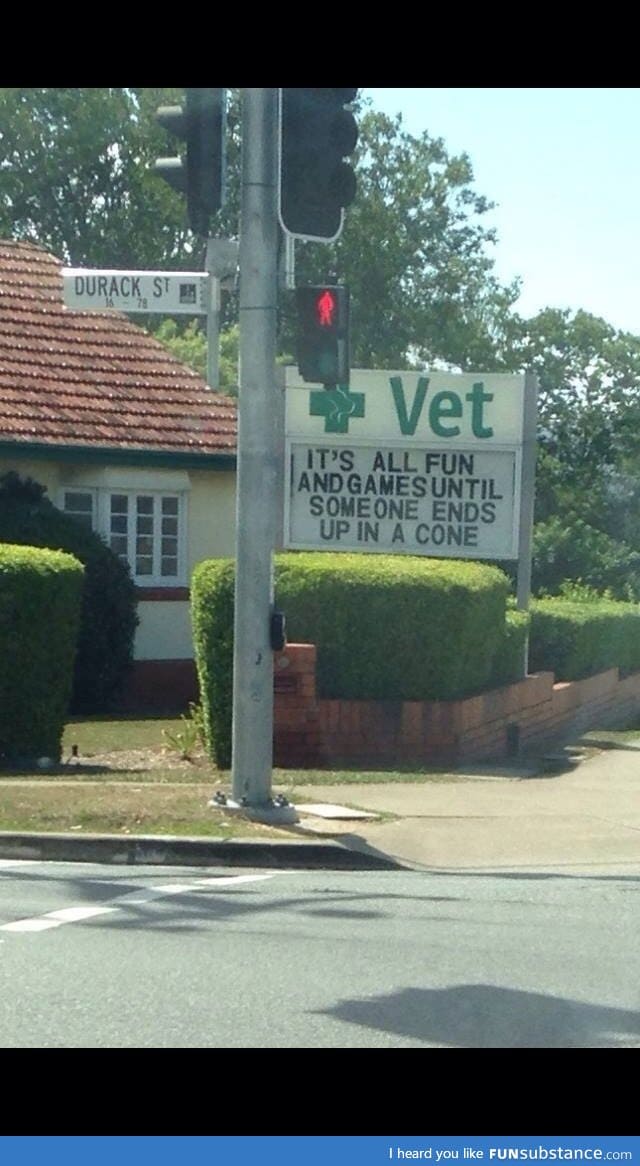 DURACK ST
16 - 78
Vet
IT'S ALL FUN
AND GAMES UNTIL
SOMEONE ENDS
UP IN A CONE
I heard you like FUNsubstance.com